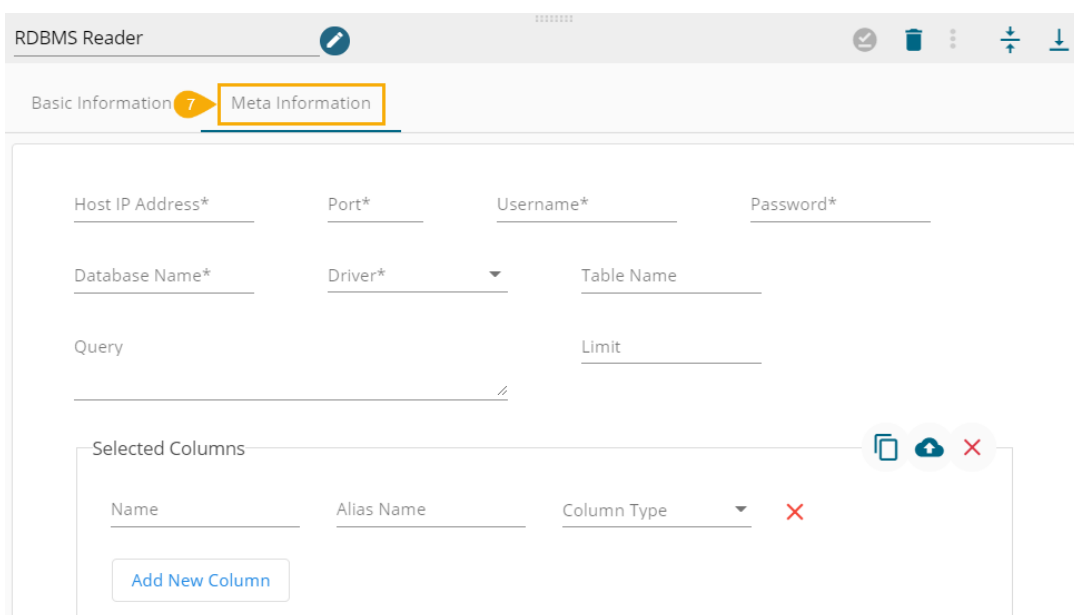 RDBMS Reader
Basic Information 7 Meta Information
Host IP Address* Port* Username* Password*
Database Name* Driver* Table Name
Query Limit
Selected Columns
Name Alias Name Column Type
Add New Column